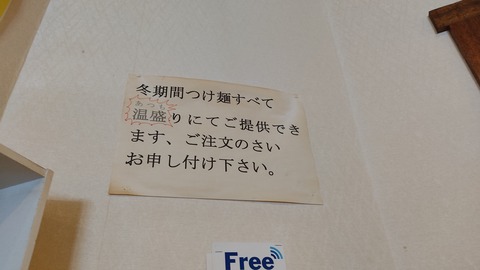 冬期間つけ麺すべて
あつもり
温盛りにてご提供でき
ます、ご注文のさい
お申し付け下さい。
Free